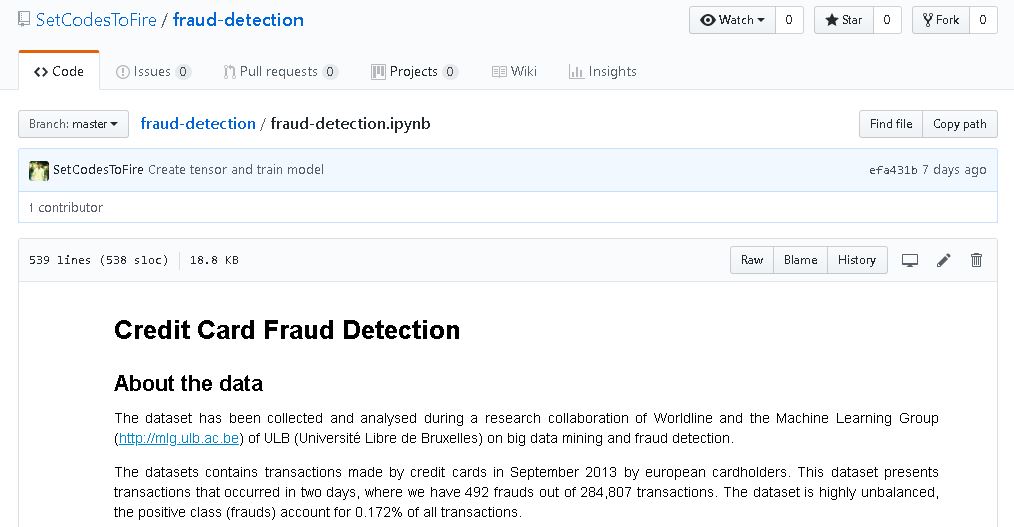 SetCodesToFire / fraud-detection
Watch 0 Star 0 Fork 0
Code Issues 0 Pull requests 0 Projects 0 Wiki Insights
Branch: master fraud-detection / fraud-detection.ipynb Find file Copy path
SetCodesToFire Create tensor and train model efa431b 7 days ago
1 contributor
539 lines (538 sloc) 18.8 KB Raw Blame History
Credit Card Fraud Detection
About the data
The dataset has been collected and analysed during a research collaboration of Worldline and the Machine Learning Group
(http://mlg.ulb.ac.be) of ULB (Université Libre de Bruxelles) on big data mining and fraud detection.
The datasets contains transactions made by credit cards in September 2013 by european cardholders. This dataset presents
transactions that occurred in two days, where we have 492 frauds out of 284,807 transactions. The dataset is highly unbalanced,
the positive class (frauds) account for 0.172% of all transactions.